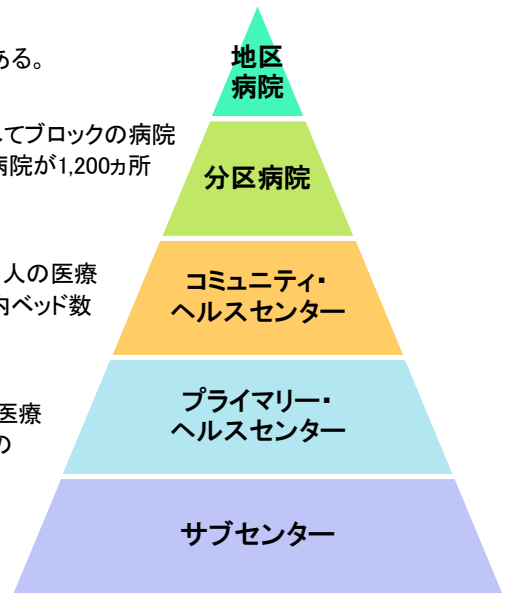 ある。
地区
病院
してブロックの病院
病院が1,200ヵ所
分区病院
人の医療
内ベッド数
コミュニティ・
ヘルスセンター
医療
の
プライマリー・
ヘルスセンター
サブセンター